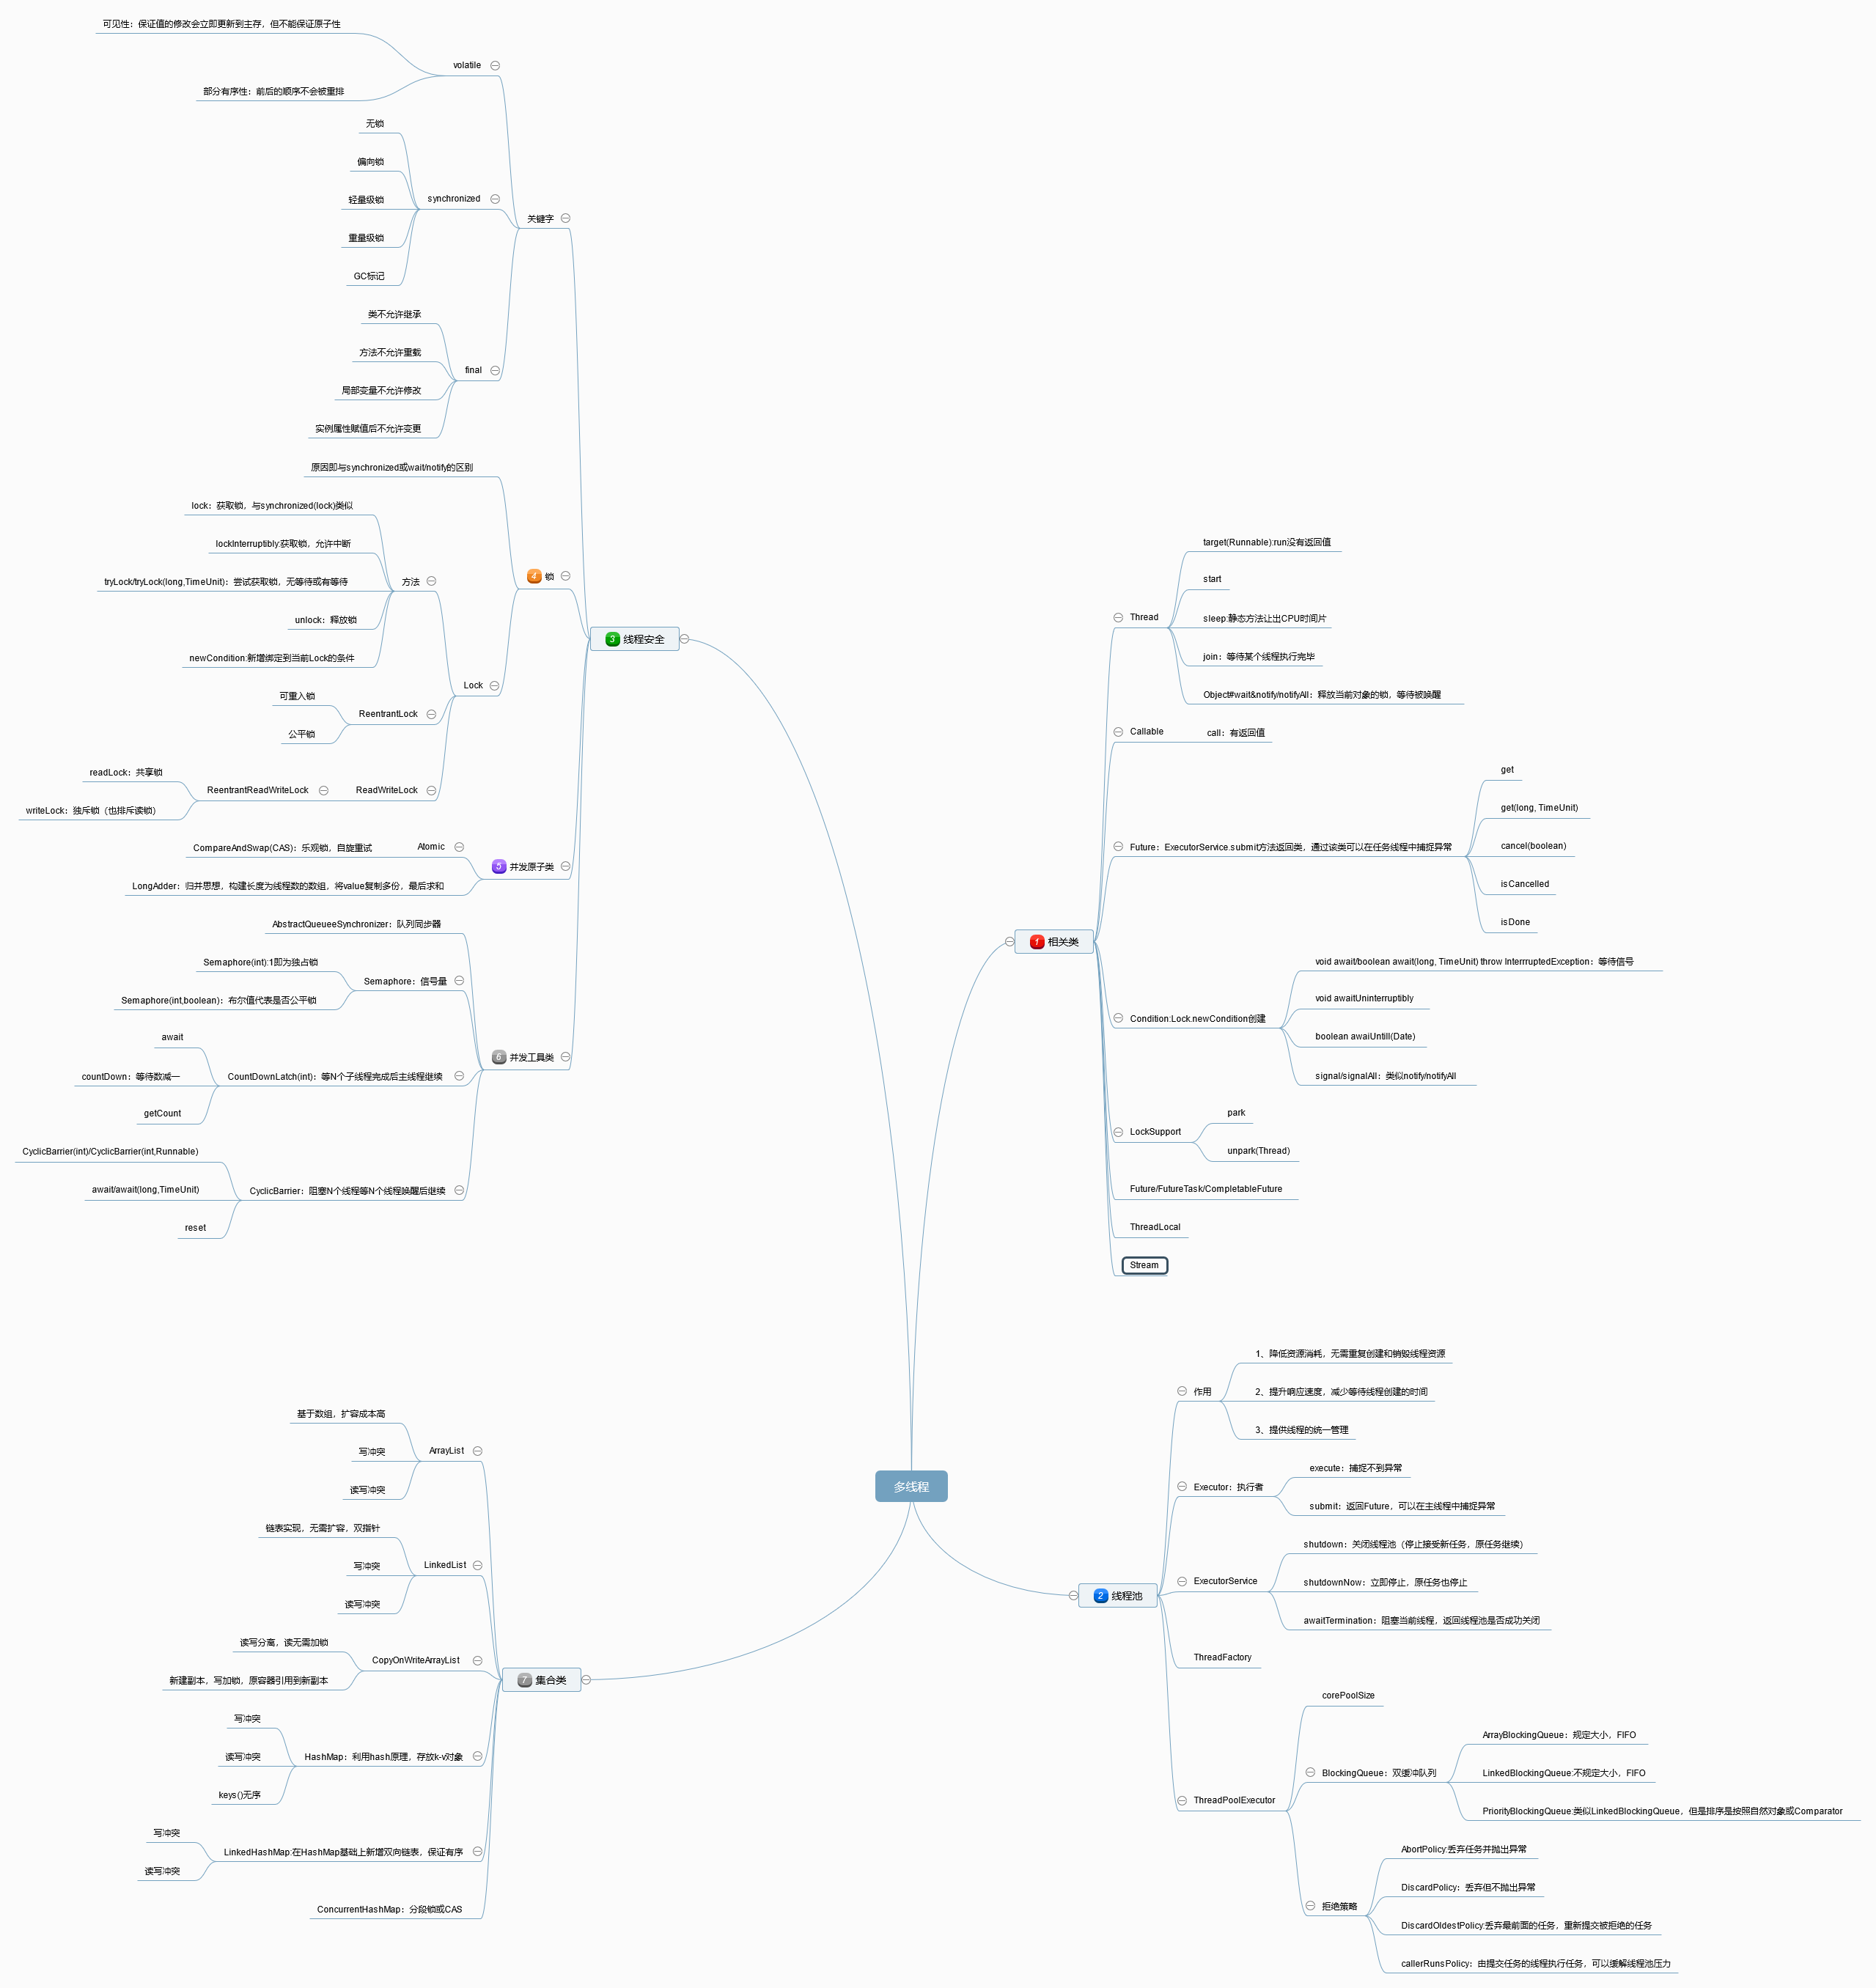 多线程
1 相关类
Thread
target(Runnable):run没有返回值
start
sleep:静态方法让出CPU时间片
join：等待某个线程执行完毕
Object#wait&notify/notifyAll：释放当前对象的锁，等待被唤醒
Callable
call：有返回值
Future：ExecutorService.submit方法返回类，通过该类可以在任务线程中捕捉异常
get
get(long, TimeUnit)
cancel(boolean)
isCancelled
isDone
Condition:Lock.newCondition创建
void await/boolean await(long, TimeUnit) throw InterrruptedException：等待信号
void awaitUninterruptibly
boolean awaiUntill(Date)
signal/signalAll：类似notify/notifyAll
LockSupport
park
unpark(Thread)
Future/FutureTask/CompletableFuture
ThreadLocal
Stream
2 线程池
作用
1、降低资源消耗，无需重复创建和销毁线程资源
2、提升响应速度，减少等待线程创建的时间
3、提供线程的统一管理
Executor：执行者
execute：捕捉不到异常
submit：返回Future，可以在主线程中捕捉异常
ExecutorService
shutdown：关闭线程池（停止接受新任务，原任务继续）
shutdownNow：立即停止，原任务也停止
awaitTermination：阻塞当前线程，返回线程池是否成功关闭
ThreadFactory
ThreadPoolExecutor
corePoolSize
BlockingQueue：双缓冲队列
ArrayBlockingQueue：规定大小，FIFO
LinkedBlockingQueue:不规定大小，FIFO
PriorityBlockingQueue:类似LinkedBlockingQueue，但是排序是按照自然对象或Comparator
拒绝策略
AbortPolicy:丢弃任务并抛出异常
DiscardPolicy：丢弃但不抛出异常
DiscardOldestPolicy:丢弃最前面的任务，重新提交被拒绝的任务
callerRunsPolicy：由提交任务的线程执行任务，可以缓解线程池压力
3 线程安全
关键字
volatile
可见性：保证值的修改会立即更新到主存，但不能保证原子性
部分有序性：前后的顺序不会被重排
synchronized
无锁
偏向锁
轻量级锁
重量级锁
GC标记
final
类不允许继承
方法不允许重载
局部变量不允许修改
实例属性赋值后不允许变更
4 锁
原因即与synchronized或wait/notify的区别
Lock
方法
lock：获取锁，与synchronized(lock)类似
lockInterruptibly:获取锁，允许中断
tryLock/tryLock(long,TimeUnit)：尝试获取锁，无等待或有等待
unlock：释放锁
newCondition:新增绑定到当前Lock的条件
ReentrantLock
可重入锁
公平锁
ReadWriteLock
ReentrantReadWriteLock
readLock：共享锁
writeLock：独斥锁（也排斥读锁）
5 并发原子类
Atomic
CompareAndSwap(CAS)：乐观锁，自旋重试
LongAdder：归并思想，构建长度为线程数的数组，将value复制多份，最后求和
6 并发工具类
AbstractQueueeSynchronizer：队列同步器
Semaphore：信号量
Semaphore(int):1即为独占锁
Semaphore(int,boolean)：布尔值代表是否公平锁
CountDownLatch(int)：等N个子线程完成后主线程继续
await
countDown：等待数减一
getCount
CyclicBarrier：阻塞N个线程等N个线程唤醒后继续
CyclicBarrier(int)/CyclicBarrier(int,Runnable)
await/await(long,TimeUnit)
reset
7 集合类
ArrayList
基于数组，扩容成本高
写冲突
读写冲突
LinkedList
链表实现，无需扩容，双指针
写冲突
读写冲突
CopyOnWriteArrayList
读写分离，读无需加锁
新建副本，写加锁，原容器引用到新副本
HashMap：利用hash原理，存放k-v对象
写冲突
读写冲突
keys()无序
LinkedHashMap:在HashMap基础上新增双向链表，保证有序
写冲突
读写冲突
ConcurrentHashMap：分段锁或CAS